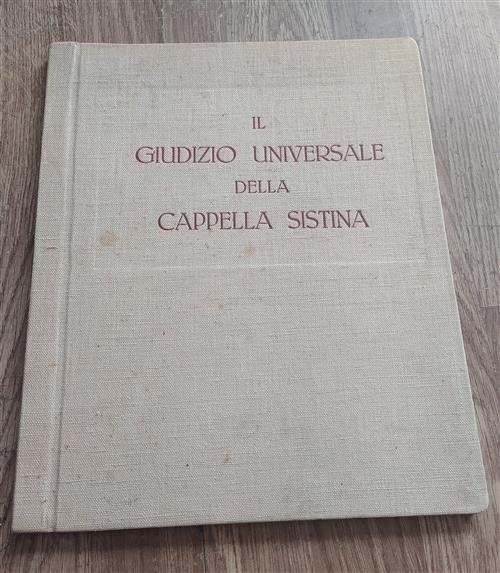 IL
GIUDIZIO UNIVERSALE
DELLA
CAPPELLA SISTINA